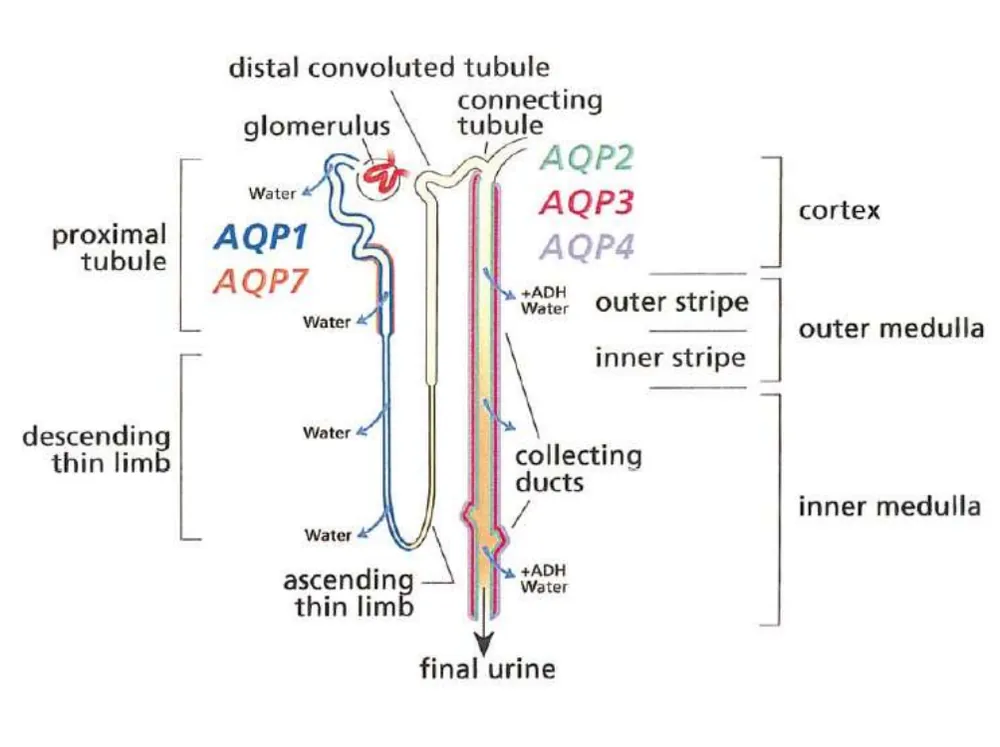 distal convoluted tubule
connecting
tubule
glomerulus
AQP2
AQP3
AQP4
Water
proximal
tubule
AQP1
AQP7
Water
cortex
+ADH
Water
outer stripe
inner stripe
outer medulla
descending
thin limb
Water
collecting
ducts
inner medulla
Water
ascending
thin limb
+ADH
Water
final urine